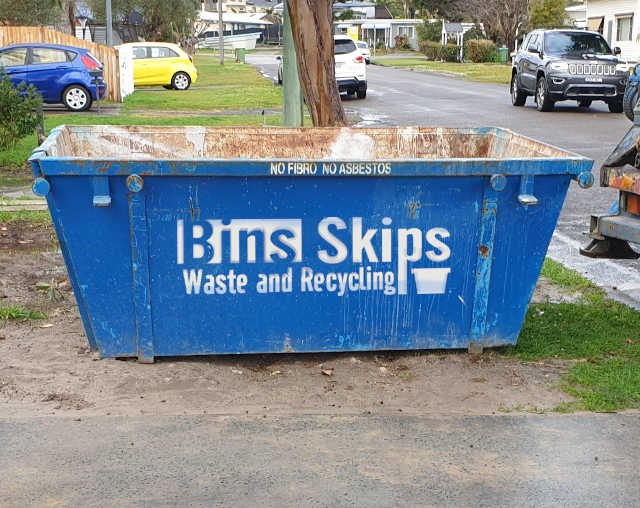 NO FIBRO NO ASBESTOS
Bins Skips
Waste and Recycling